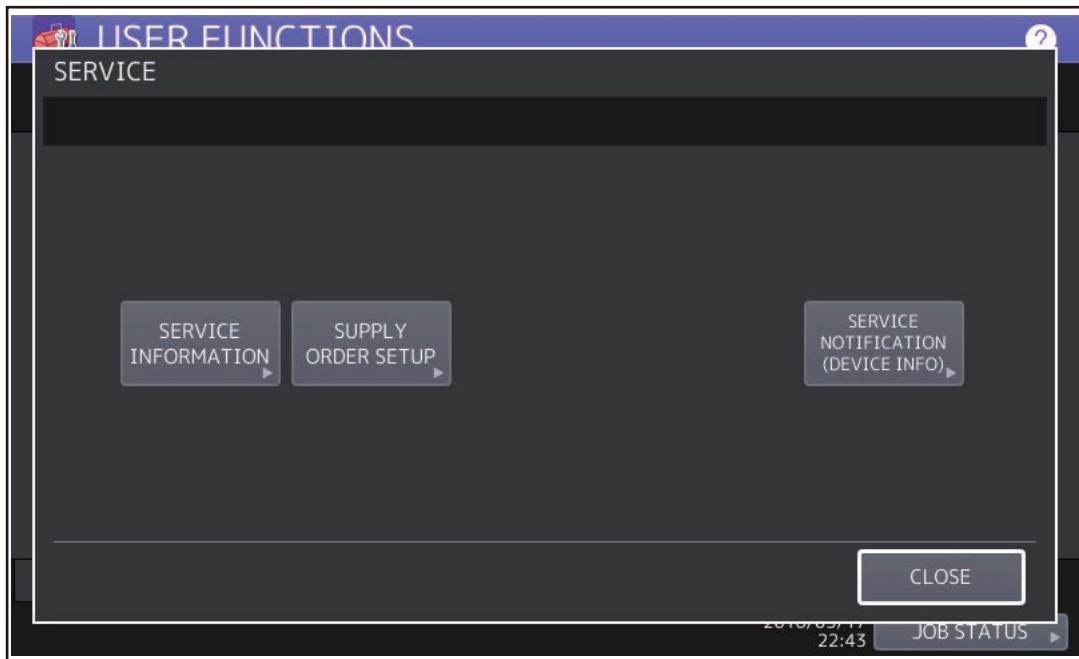 USER FUNCTIONS
?
SERVICE
SERVICE
INFORMATION
SUPPLY
ORDER SETUP
SERVICE
NOTIFICATION
(DEVICE INFO)
CLOSE
22:43
JOB STATUS